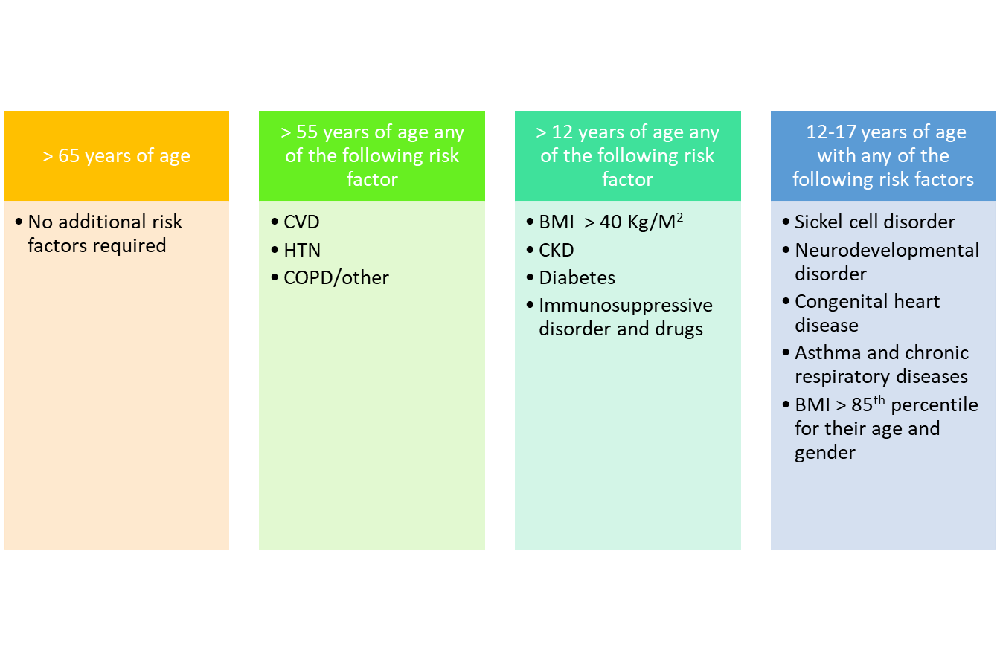 > 65 years of age
• No additional risk
factors required
> 55 years of age any
of the following risk
factor
• CVD
• HTN
• COPD/other
> 12 years of age any
of the following risk
factor
• BMI  > 40 Kg/M²
• CKD
• Diabetes
• Immunosuppressive
disorder and drugs
12-17 years of age
with any of the
following risk factors
• Sickel cell disorder
• Neurodevelopmental
disorder
• Congenital heart
disease
• Asthma and chronic
respiratory diseases
• BMI > 85ᵗʰ percentile
for their age and
gender